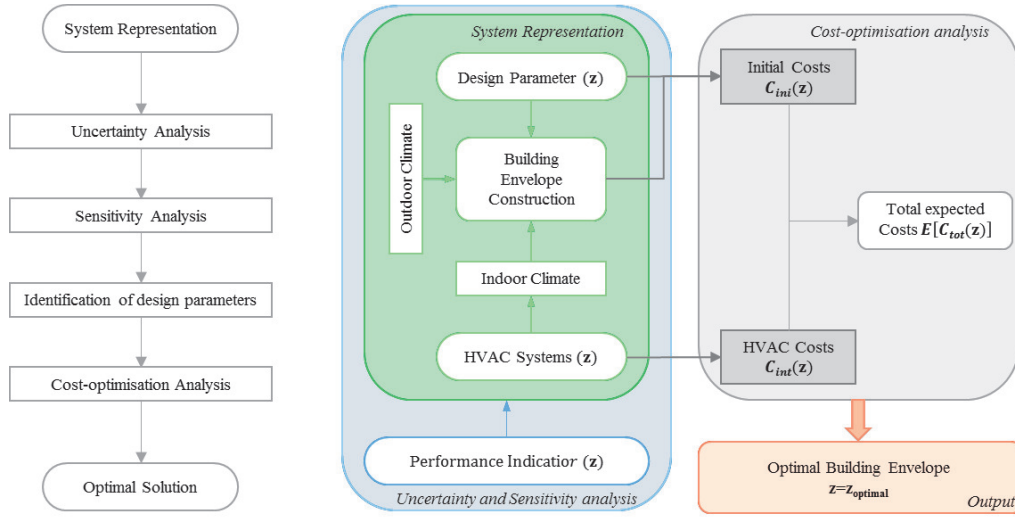 System Representation
Uncertainty Analysis
Sensitivity Analysis
Identification of design parameters
Cost-optimisation Analysis
Optimal Solution
System Representation
Design Parameter (z)
Outdoor Climate
Building
Envelope
Construction
Indoor Climate
HVAC Systems (z)
Performance Indicatior (z)
Uncertainty and Sensitivity analysis
Cost-optimisation analysis
Initial Costs
C_ini(z)
Total expected
Costs E[C_tot(z)]
HVAC Costs
C_int(z)
Optimal Building Envelope
z=z_optimal
Output